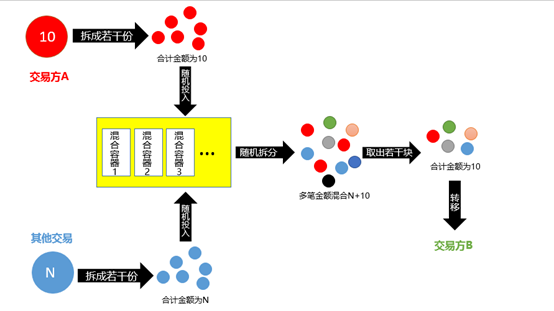 10
拆成若干份
合计金额为10
交易方A
随机投入
混合容器1
混合容器2
混合容器3
...
随机拆分
多笔金额混合N+10
取出若干块
合计金额为10
转移
交易方B
随机投入
其他交易
N
拆成若干份
合计金额为N